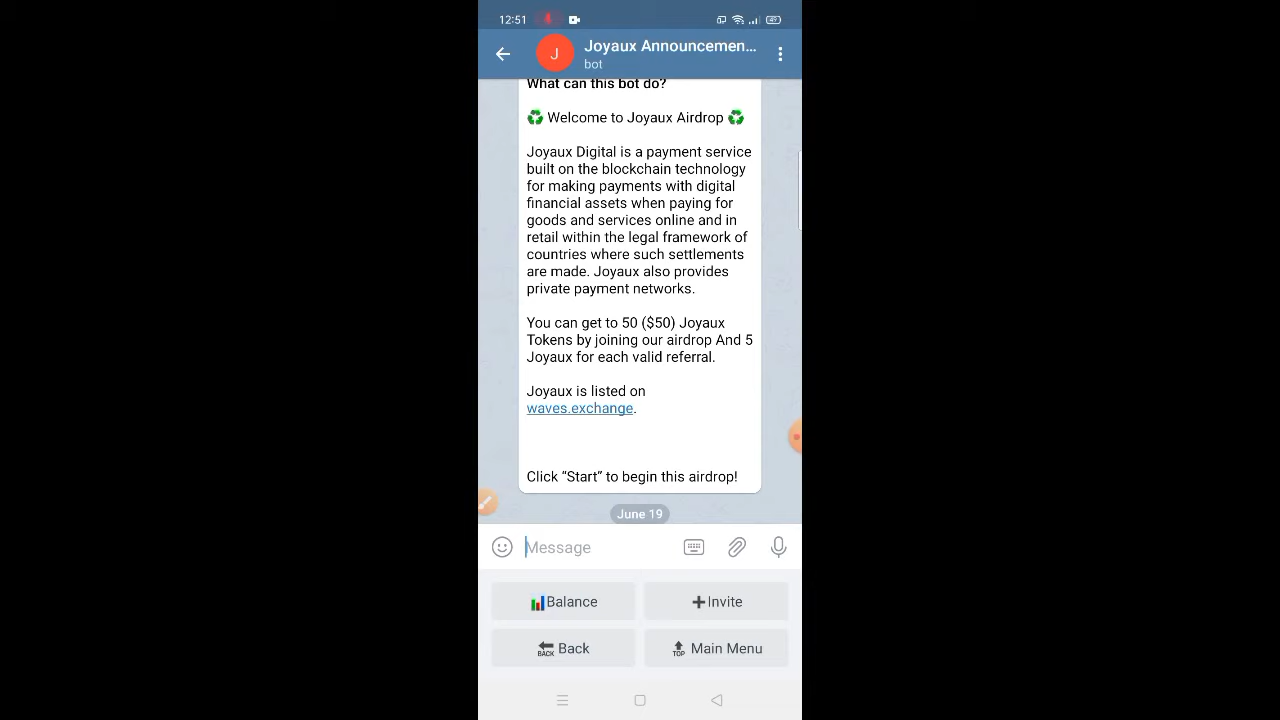 12:51
Joyaux Announcemen...
J
bot
What can this bot do?
♻ Welcome to Joyaux Airdrop ♻
Joyaux Digital is a payment service
built on the blockchain technology
for making payments with digital
financial assets when paying for
goods and services online and in
retail within the legal framework of
countries where such settlements
are made. Joyaux also provides
private payment networks.
You can get to 50 ($50) Joyaux
Tokens by joining our airdrop And 5
Joyaux for each valid referral.
Joyaux is listed on
waves.exchange.
Click “Start” to begin this airdrop!
June 19
Message
Balance
Invite
BACK Back
TOP Main Menu